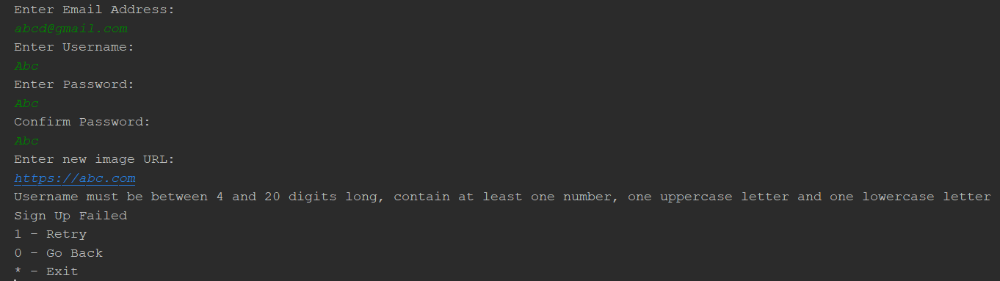 Enter Email Address:
abcd@gmail.com
Enter Username:
Abc
Enter Password:
Abc
Confirm Password:
Abc
Enter new image URL:
https://abc.com
Username must be between 4 and 20 digits long, contain at least one number, one uppercase letter and one lowercase letter
Sign Up Failed
1 - Retry
0 - Go Back
* - Exit